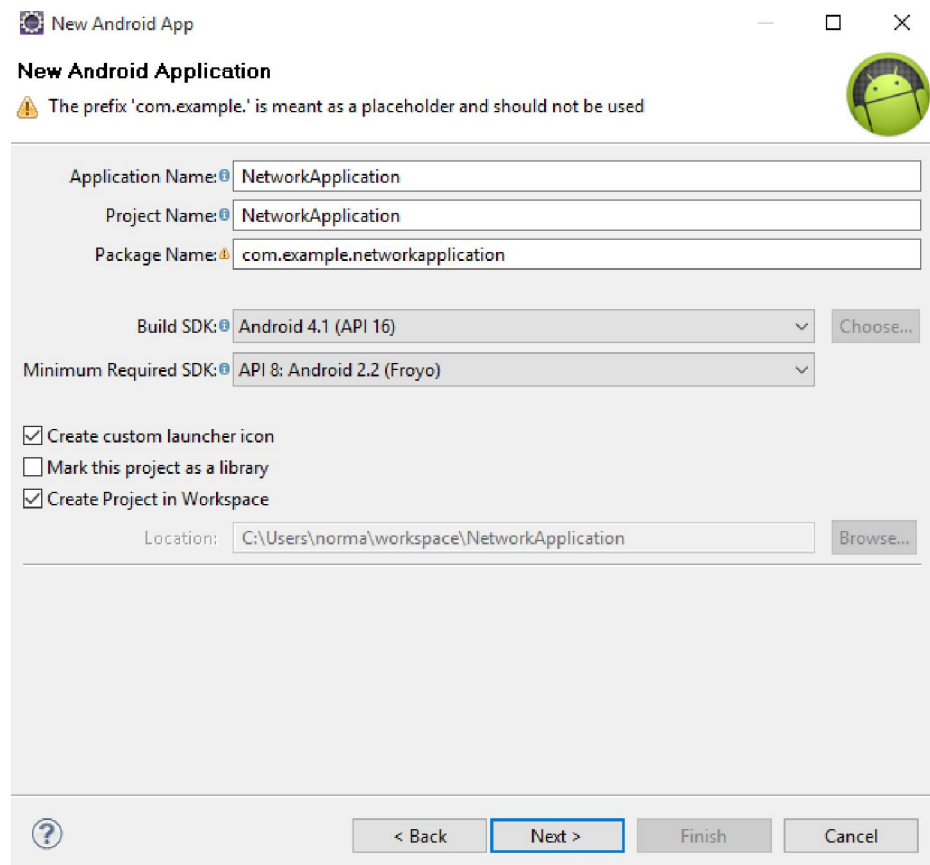 New Android App
New Android Application
The prefix 'com.example.' is meant as a placeholder and should not be used
Application Name: NetworkApplication
Project Name: NetworkApplication
Package Name: com.example.networkapplication
Build SDK: Android 4.1 (API 16) Choose...
Minimum Required SDK: API 8: Android 2.2 (Froyo)
Create custom launcher icon
Mark this project as a library
Create Project in Workspace
Location: C:\Users\norma\workspace\NetworkApplication Browse...
< Back Next > Finish Cancel